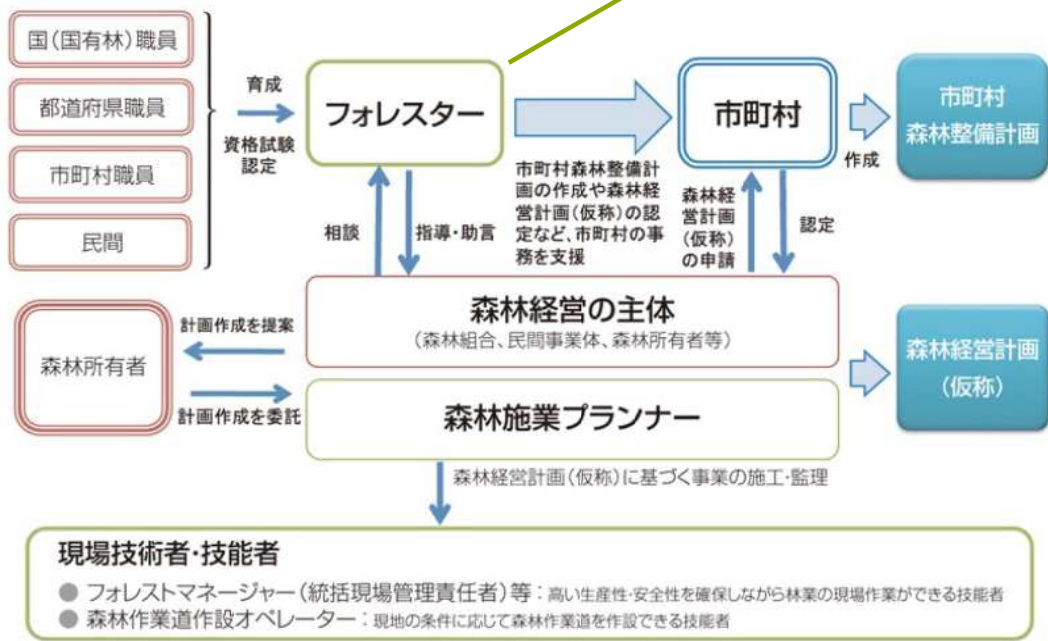 国(国有林)職員
都道府県職員
市町村職員
民間
育成
資格試験
認定
フォレスター
市町村
作成
市町村
森林整備計画
相談
指導・助言
市町村森林整備計
画の作成や森林経
営計画(仮称)の認
定など、市町村の事
務を支援
森林経
営計画
(仮称)
の申請
認定
森林所有者
計画作成を提案
計画作成を委託
森林経営の主体
(森林組合、民間事業体、森林所有者等)
森林施業プランナー
森林経営計画
(仮称)
森林経営計画(仮称)に基づく事業の施工・監理
現場技術者・技能者
● フォレストマネージャー(統括現場管理責任者)等：高い生産性・安全性を確保しながら林業の現場作業ができる技能者
● 森林作業道作設オペレーター：現地の条件に応じて森林作業道を作設できる技能者